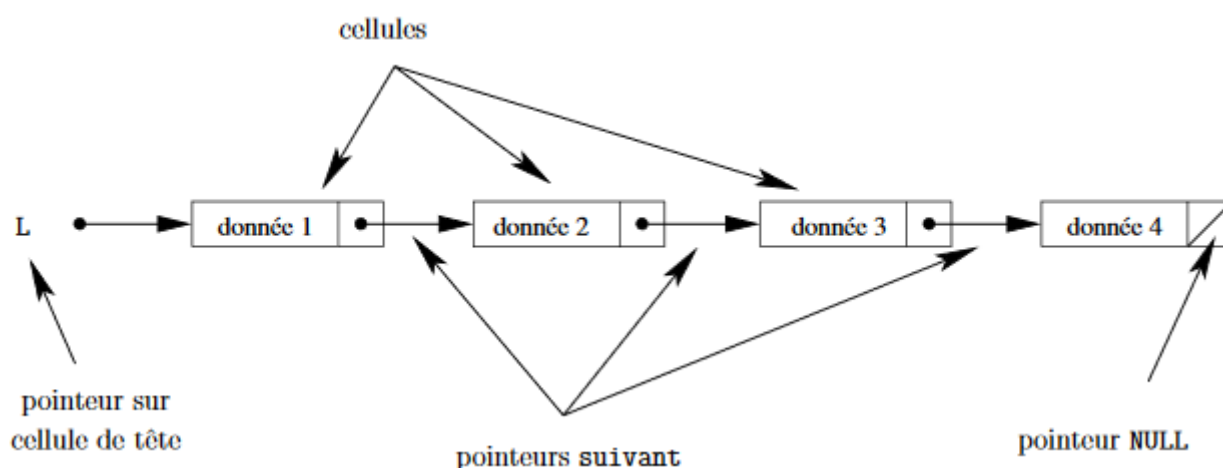 cellules
L
donnée 1
donnée 2
donnée 3
donnée 4
pointeur sur
cellule de tête
pointeurs suivant
pointeur NULL